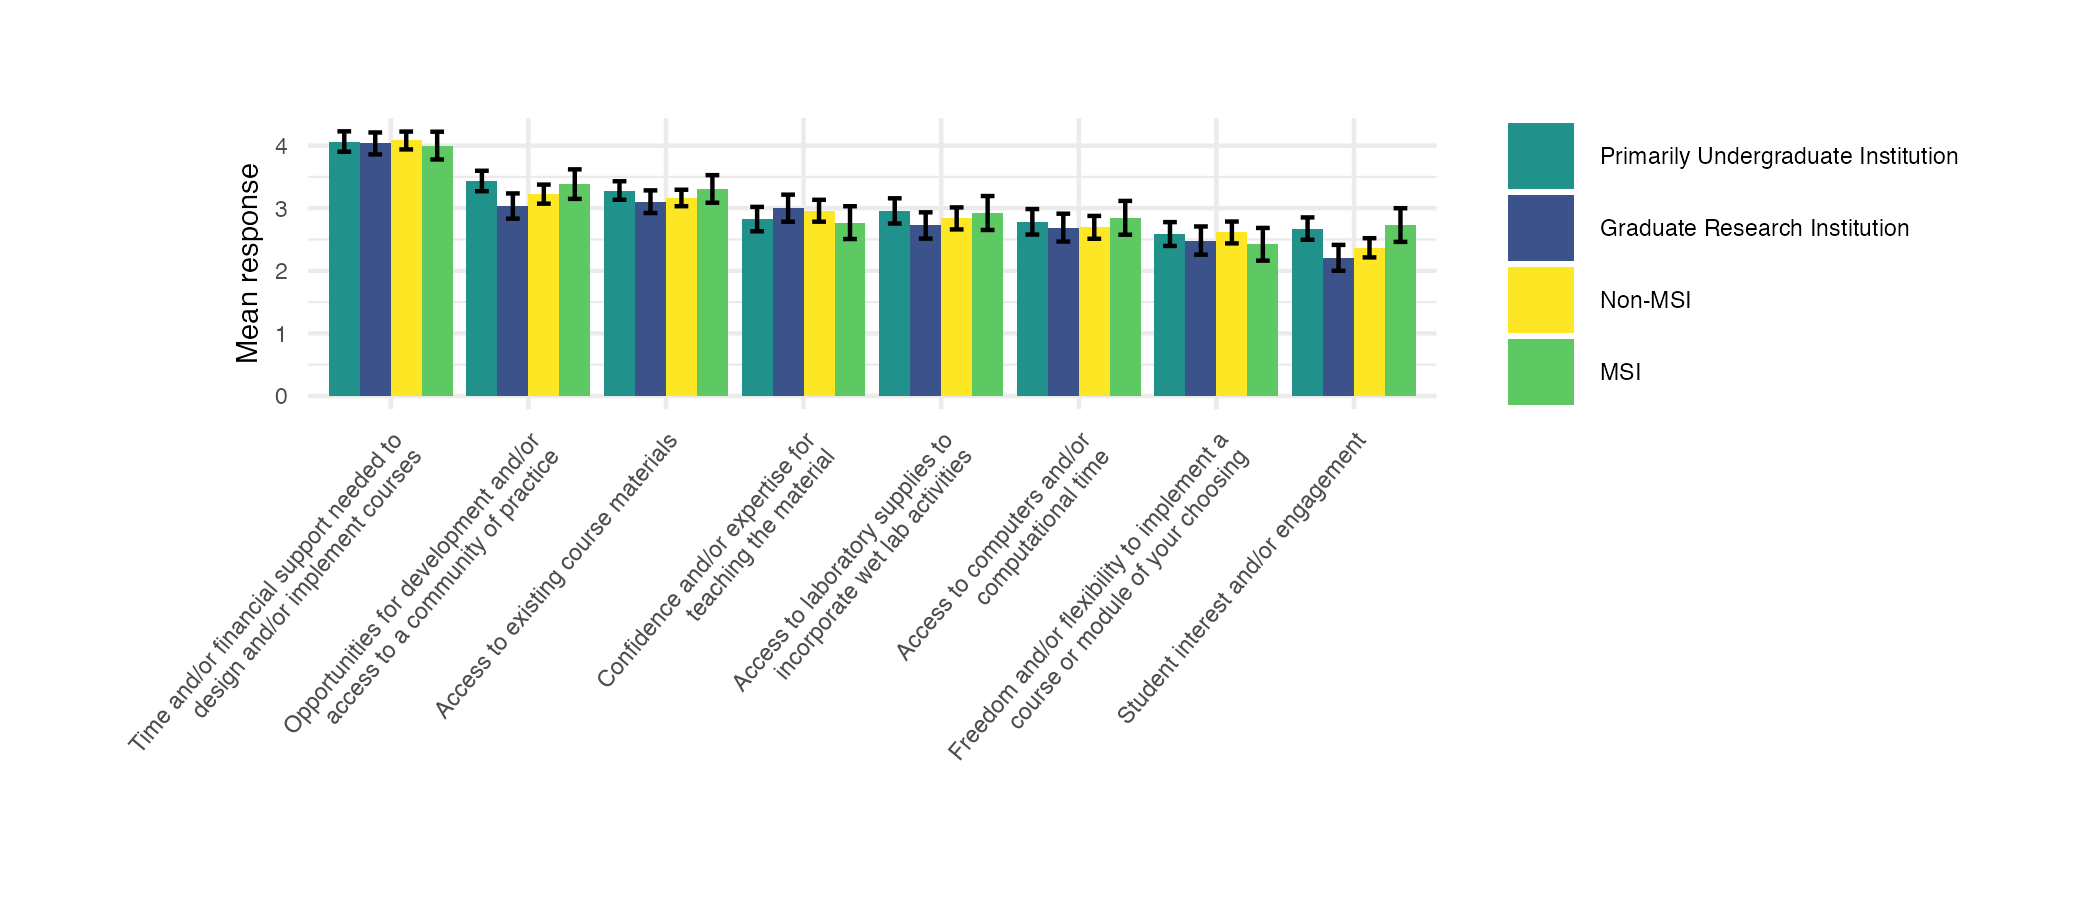 Mean response
4
3
2
1
0
Time and/or financial support needed to
design and/or implement courses
Opportunities for development and/or
access to a community of practice
Access to existing course materials
Confidence and/or expertise for
teaching the material
Access to laboratory supplies to
incorporate wet lab activities
Access to computers and/or
computational time
Freedom and/or flexibility to implement a
course or module of your choosing
Student interest and/or engagement
Primarily Undergraduate Institution
Graduate Research Institution
Non-MSI
MSI